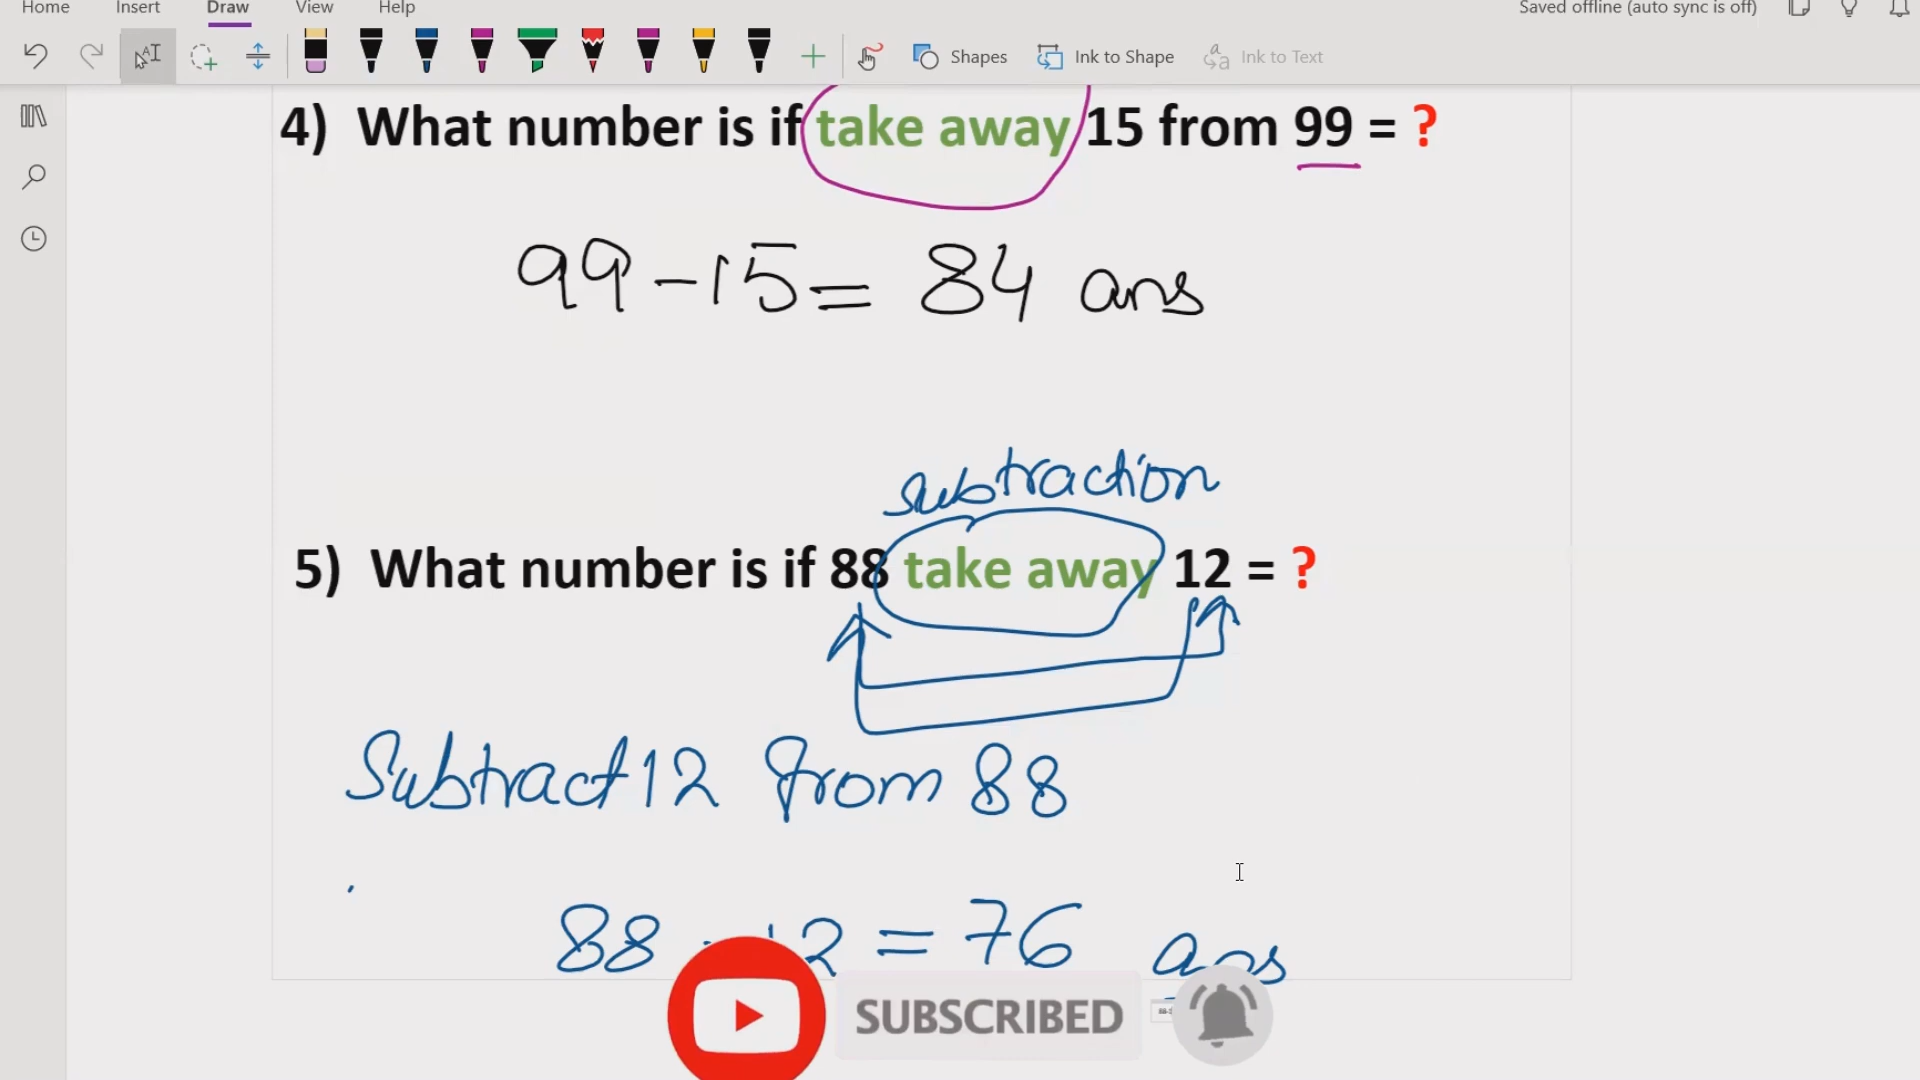 Home Insert Draw View Help Saved offline (auto sync is off)
Shapes Ink to Shape Ink to Text
4) What number is if take away 15 from 99 = ?
99 - 15 = 84 ans
subtraction
5) What number is if 88 take away 12 = ?
Subtract 12 from 88
88 - 12 = 76 ans
SUBSCRIBED